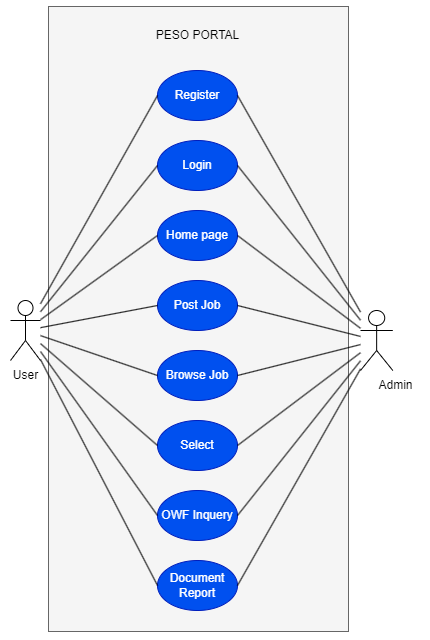 PESO PORTAL
Register
Login
Home page
Post Job
Browse Job
User
Admin
Select
OWF Inquery
Document
Report